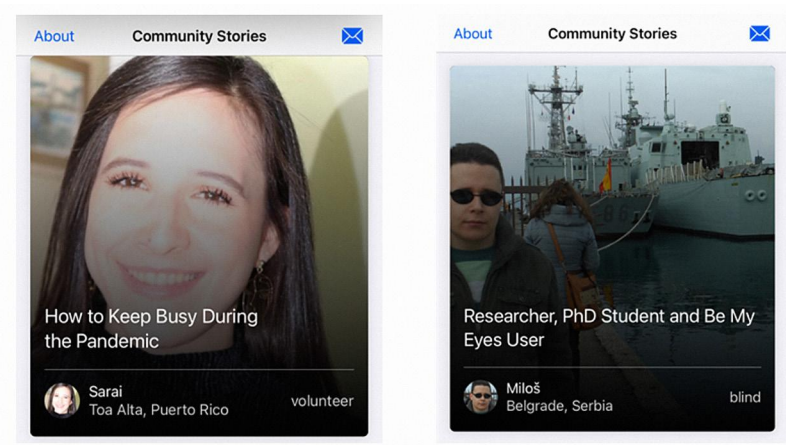 About Community Stories
How to Keep Busy During
the Pandemic
Sarai
Toa Alta, Puerto Rico
volunteer
About Community Stories
86
Researcher, PhD Student and Be My
Eyes User
Miloš
Belgrade, Serbia
blind